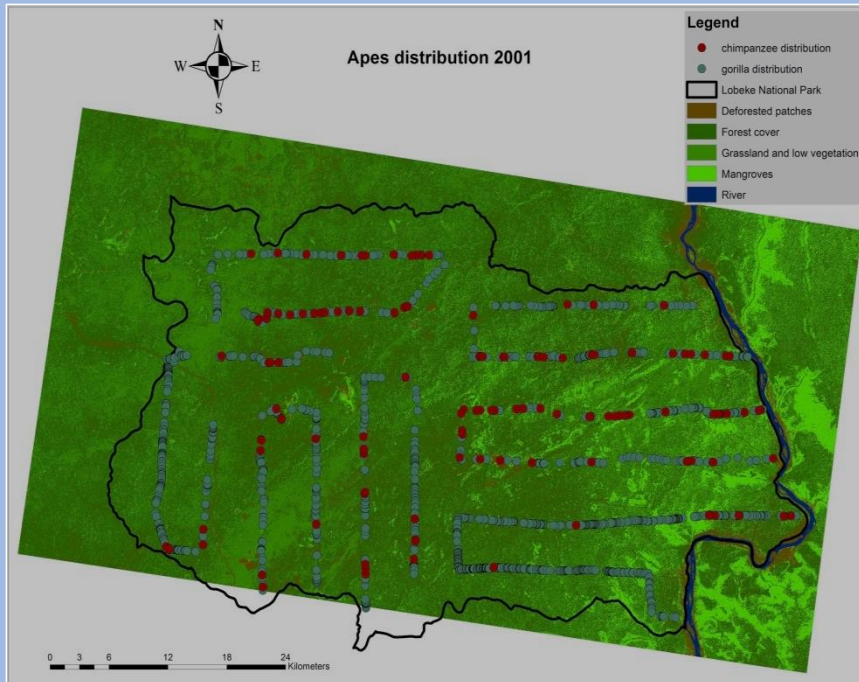 Apes distribution 2001
N
W E
S
Legend
chimpanzee distribution
gorilla distribution
Lobeke National Park
Deforested patches
Forest cover
Grassland and low vegetation
Mangroves
River
0 3 6 12 18 24
Kilometers